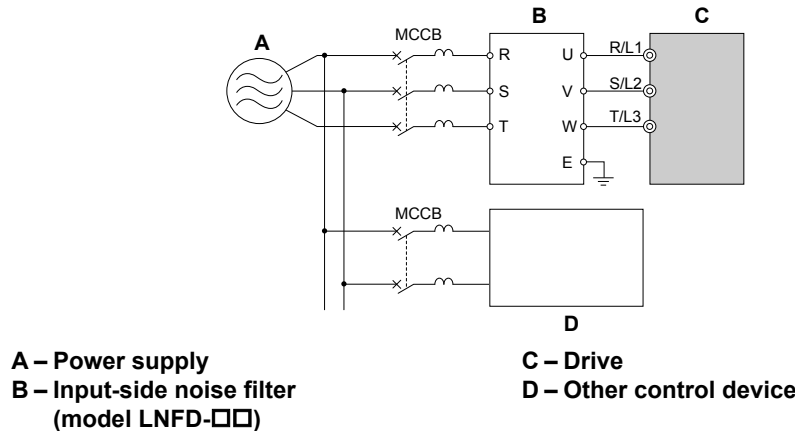 A
MCCB
B
C
R
U
R/L1
S
V
S/L2
T
W
T/L3
E
MCCB
D
A – Power supply
B – Input-side noise filter
(model LNFD-□□)
C – Drive
D – Other control device